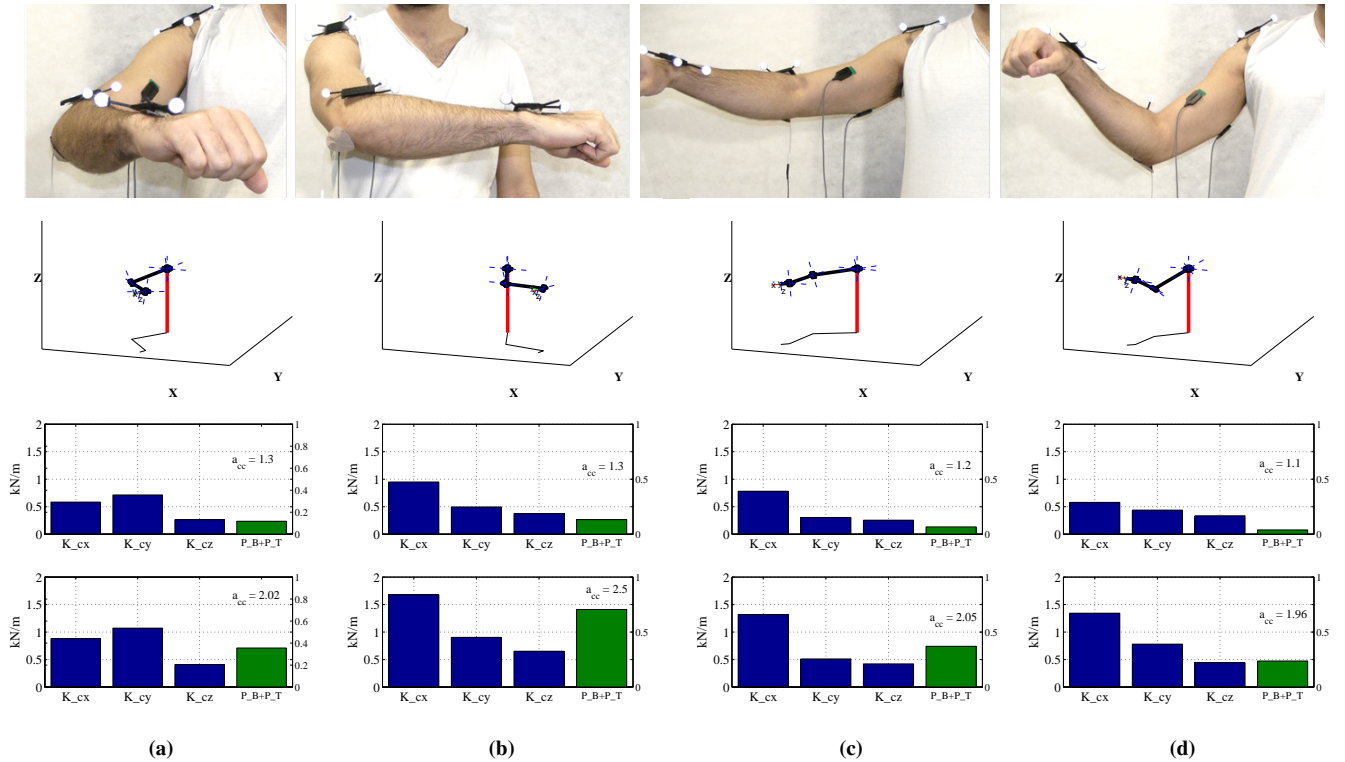 Z Z Z Z
Y Y Y Y
X X X X
2 1 2 1 2 1 2 1
0.8
1.5 1.5 1.5 1.5
a_cc = 1.3 a_cc = 1.3 a_cc = 1.2 a_cc = 1.1
0.6
kN/m 1 kN/m 1 0.5 kN/m 1 0.5 kN/m 1 0.5
0.4
0.5 0.2 0.5 0.5 0.5
0 0 0 0 0 0 0 0
K_cx K_cy K_cz P_B+P_T K_cx K_cy K_cz P_B+P_T K_cx K_cy K_cz P_B+P_T K_cx K_cy K_cz P_B+P_T
2 1 2 1 2 1 2 1
a_cc = 2.02 a_cc = 2.5
0.8
1.5 1.5 1.5 1.5
a_cc = 2.05 a_cc = 1.96
0.6
kN/m 1 kN/m 1 0.5 kN/m 1 0.5 kN/m 1 0.5
0.4
0.5 0.2 0.5 0.5 0.5
0 0 0 0 0 0 0 0
K_cx K_cy K_cz P_B+P_T K_cx K_cy K_cz P_B+P_T K_cx K_cy K_cz P_B+P_T K_cx K_cy K_cz P_B+P_T
(a) (b) (c) (d)